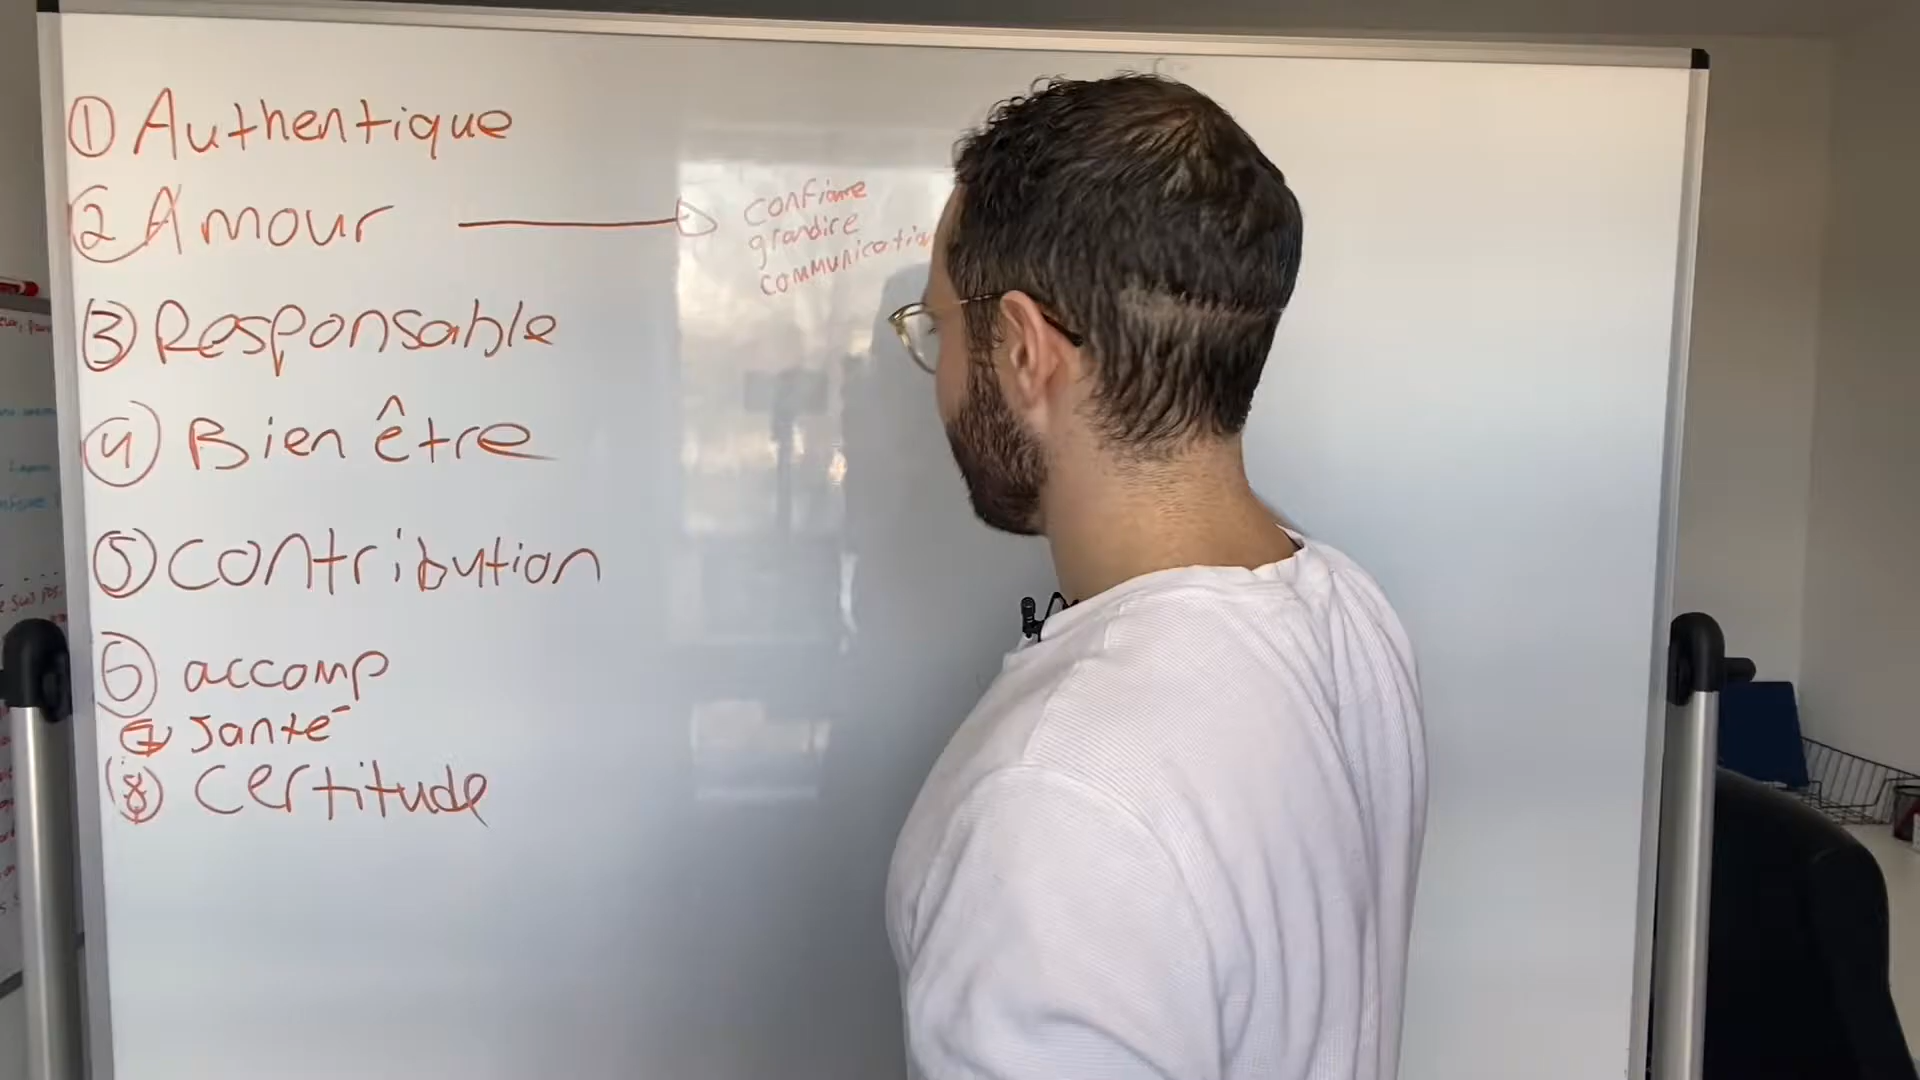 ① Authentique
② Amour
confiance
grandire
communication
③ Responsable
④ Bien être
⑤ contribution
⑥ accomp
⑦ santé
⑧ certitude